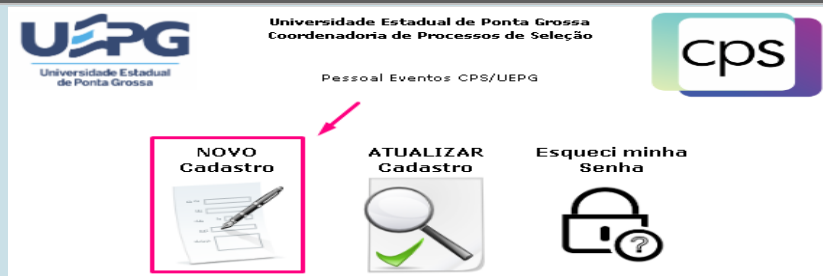 UEPG
Universidade Estadual
de Ponta Grossa
Universidade Estadual de Ponta Grossa
Coordenadoria de Processos de Seleção
Pessoal Eventos CPS/UEPG
cps
NOVO
Cadastro
ATUALIZAR
Cadastro
Esqueci minha
Senha
?